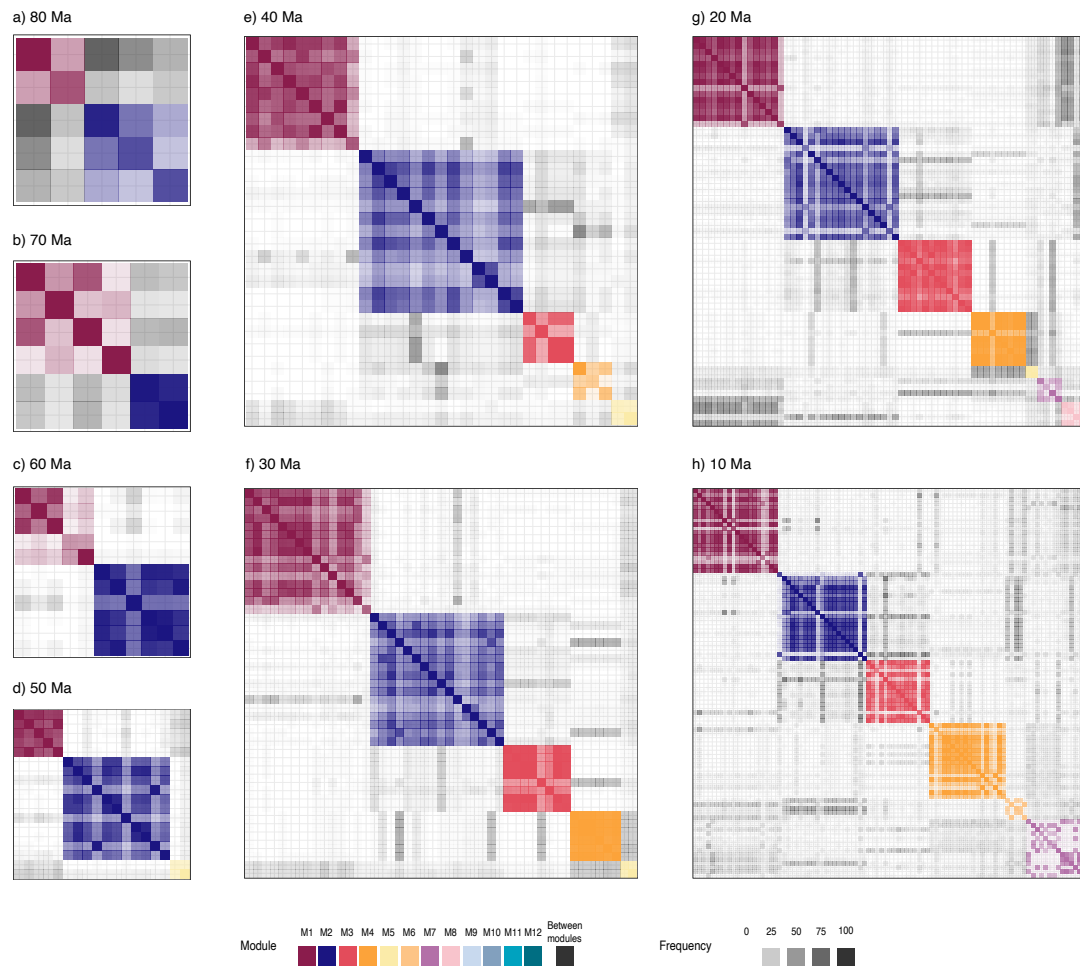 a) 80 Ma
e) 40 Ma
g) 20 Ma
b) 70 Ma
c) 60 Ma
f) 30 Ma
h) 10 Ma
d) 50 Ma
Module
M1 M2 M3 M4 M5 M6 M7 M8 M9 M10 M11 M12 Between modules
Frequency
0 25 50 75 100